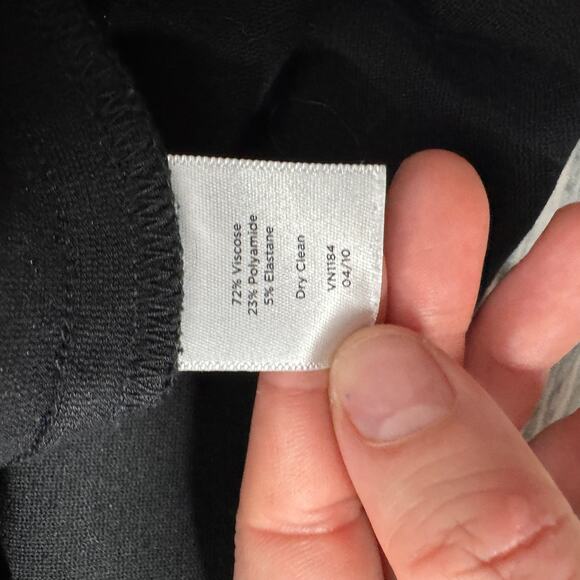 72% Viscose
23% Polyamide
5% Elastane
Dry Clean
VN1184
04/10